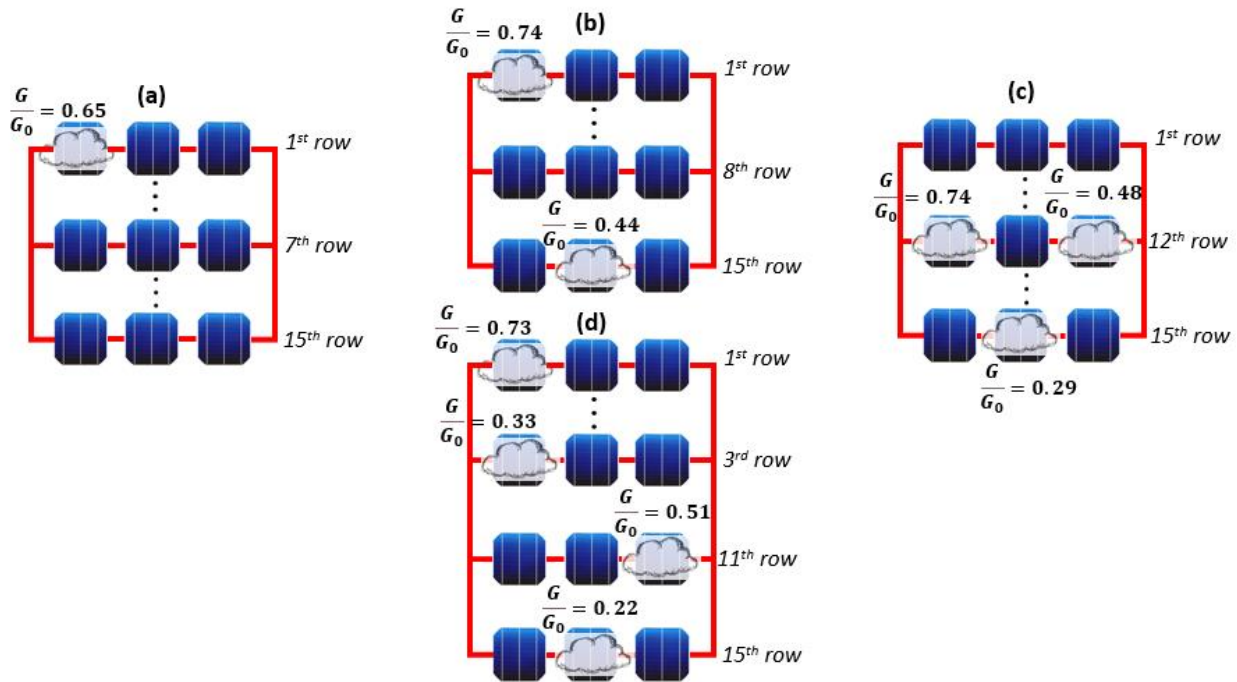 (a)
G/G₀ = 0.65
1st row
7th row
15th row
(b)
G/G₀ = 0.74
1st row
8th row
G/G₀ = 0.44
15th row
(c)
1st row
G/G₀ = 0.74
G/G₀ = 0.48
12th row
15th row
G/G₀ = 0.29
(d)
G/G₀ = 0.73
1st row
G/G₀ = 0.33
3rd row
G/G₀ = 0.51
11th row
G/G₀ = 0.22
15th row